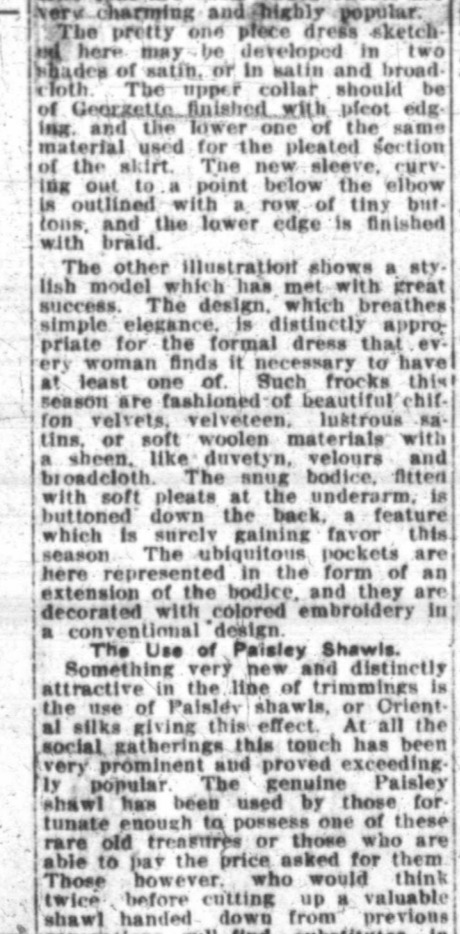 very charming and highly popular.
The pretty one piece dress sketch-
ed here may be developed in two
shades of satin, or in satin and broad-
cloth. The upper collar should be
of Georgette finished with picot edg-
ing, and the lower one of the same
material used for the pleated section
of the skirt. The new sleeve, curv-
ing out to a point below the elbow
is outlined with a row of tiny but-
tons, and the lower edge is finished
with braid.
The other illustration shows a sty-
lish model which has met with great
success. The design, which breathes
simple elegance, is distinctly appro-
priate for the formal dress that ev-
ery woman finds it necessary to have
at least one of. Such frocks this
season are fashioned of beautiful chif-
fon velvets, velveteen, lustrous sa-
tins, or soft woolen materials with
a sheen, like duvetyn, velours and
broadcloth. The snug bodice, fitted
with soft pleats at the underarm, is
buttoned down the back, a feature
which is surely gaining favor this
season. The ubiquitous pockets are
here represented in the form of an
extension of the bodice, and they are
decorated with colored embroidery in
a conventional design.
The Use of Paisley Shawls.
Something very new and distinctly
attractive in the line of trimmings is
the use of Paisley shawls, or Orient-
al silks giving this effect. At all the
social gatherings this touch has been
very prominent and proved exceeding-
ly popular. The genuine Paisley
shawl has been used by those for-
tunate enough to possess one of these
rare old treasures or those who are
able to pay the price asked for them
Those however, who would think
twice before cutting up a valuable
shawl handed down from previous